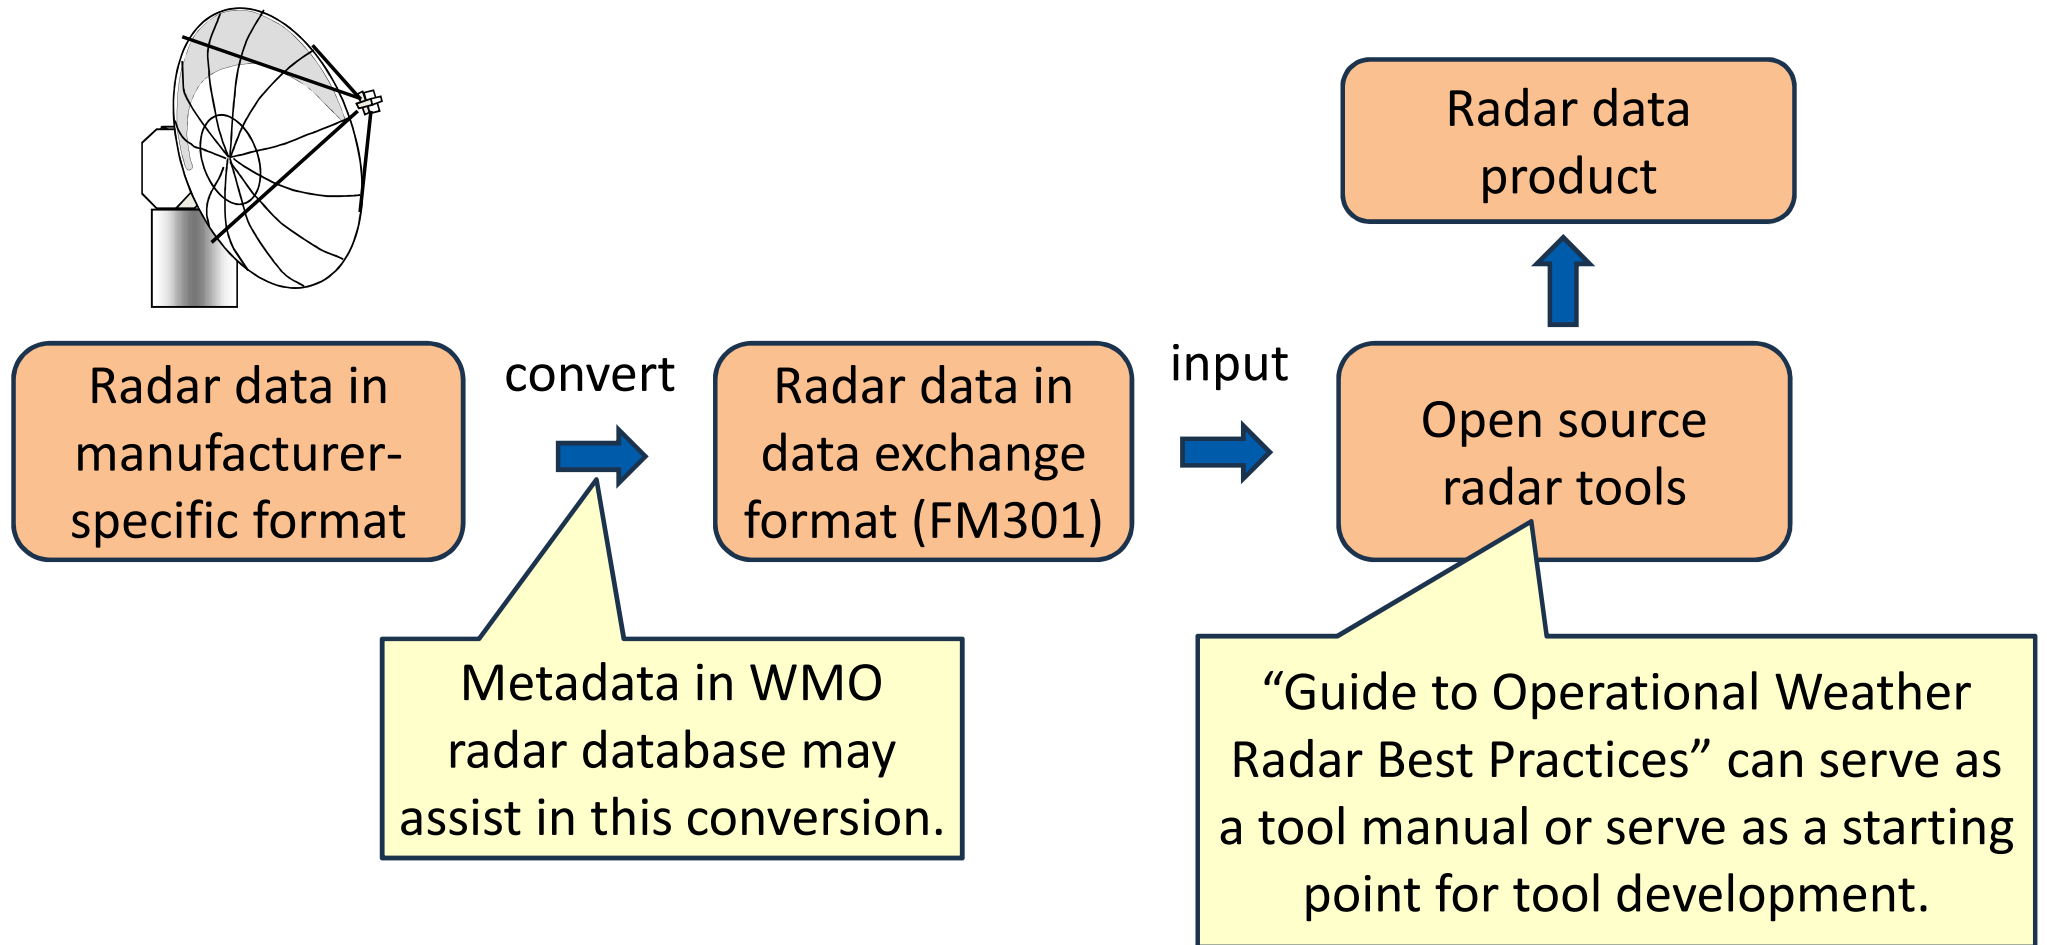 Radar data
product
Radar data in
manufacturer-
specific format
convert
Radar data in
data exchange
format (FM301)
input
Open source
radar tools
Metadata in WMO
radar database may
assist in this conversion.
“Guide to Operational Weather
Radar Best Practices” can serve as
a tool manual or serve as a starting
point for tool development.